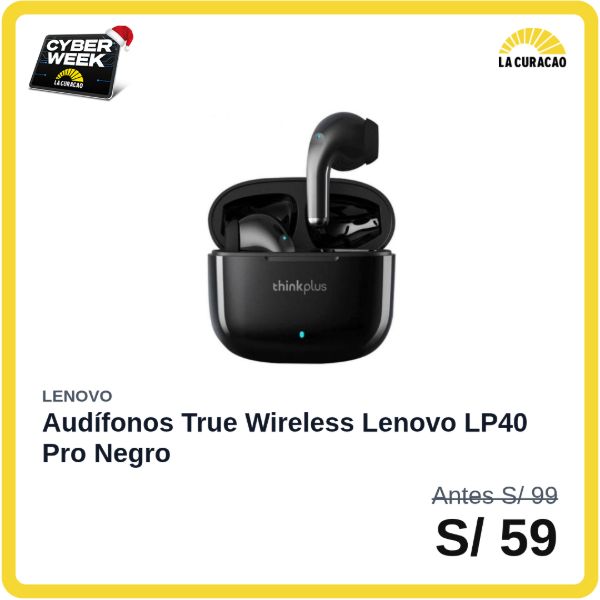 CYBER
WEEK
LA CURACAO
LA CURACAO
thinkplus
LENOVO
Audífonos True Wireless Lenovo LP40
Pro Negro
Antes S/ 99
S/ 59